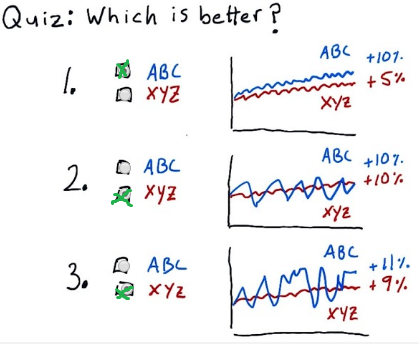 Quiz: Which is better?
1.
ABC
XYZ
ABC +10%
+5%
XYZ
2.
ABC
XYZ
ABC +10%
+10%
XYZ
3.
ABC
XYZ
ABC
+11%
+9%
XYZ